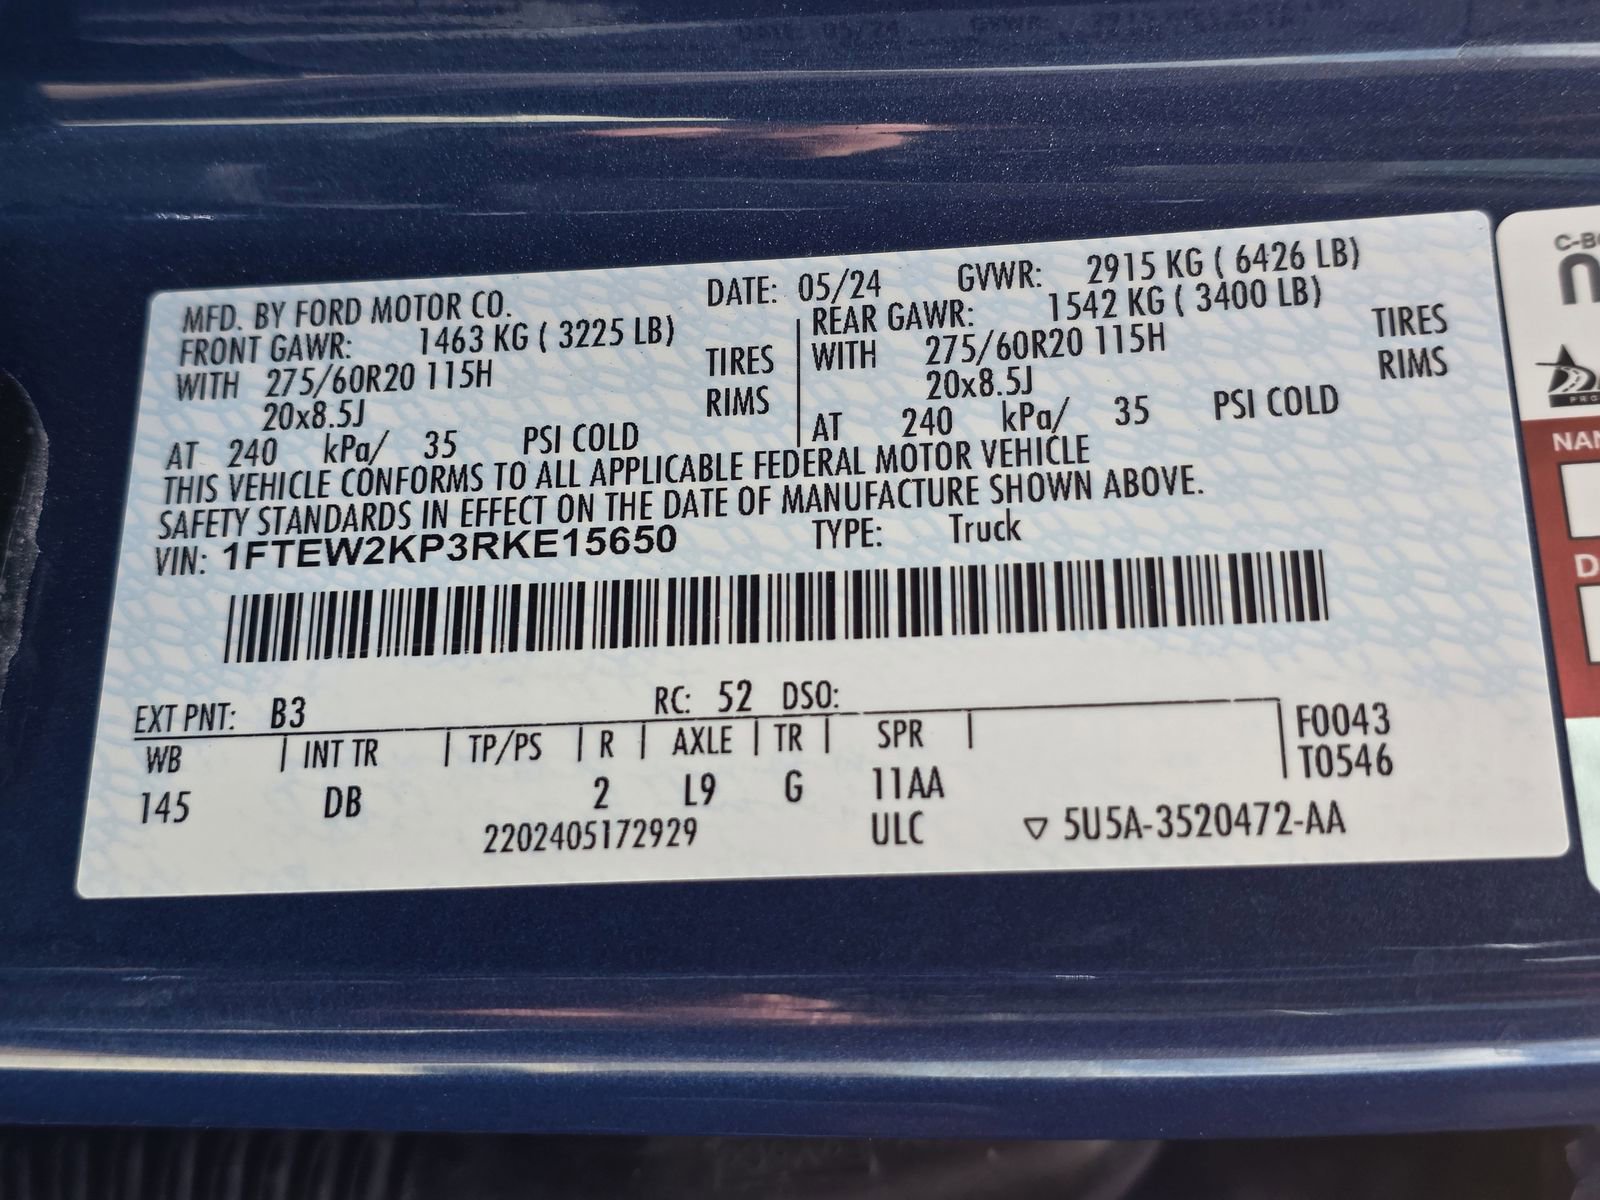 MFD. BY FORD MOTOR CO. DATE: 05/24 GVWR: 2915 KG ( 6426 LB)
FRONT GAWR: 1463 KG ( 3225 LB) REAR GAWR: 1542 KG ( 3400 LB)
WITH 275/60R20 115H TIRES WITH 275/60R20 115H TIRES
20x8.5J RIMS 20x8.5J RIMS
AT 240 kPa/ 35 PSI COLD AT 240 kPa/ 35 PSI COLD
THIS VEHICLE CONFORMS TO ALL APPLICABLE FEDERAL MOTOR VEHICLE
SAFETY STANDARDS IN EFFECT ON THE DATE OF MANUFACTURE SHOWN ABOVE.
VIN: 1FTEW2KP3RKE15650 TYPE: Truck
EXT PNT: B3 RC: 52 DSO:
WB | INT TR | TP/PS | R | AXLE | TR | SPR | F0043
T0546
145 DB 2 L9 G 11AA
2202405172929 ULC ▽ 5U5A-3520472-AA